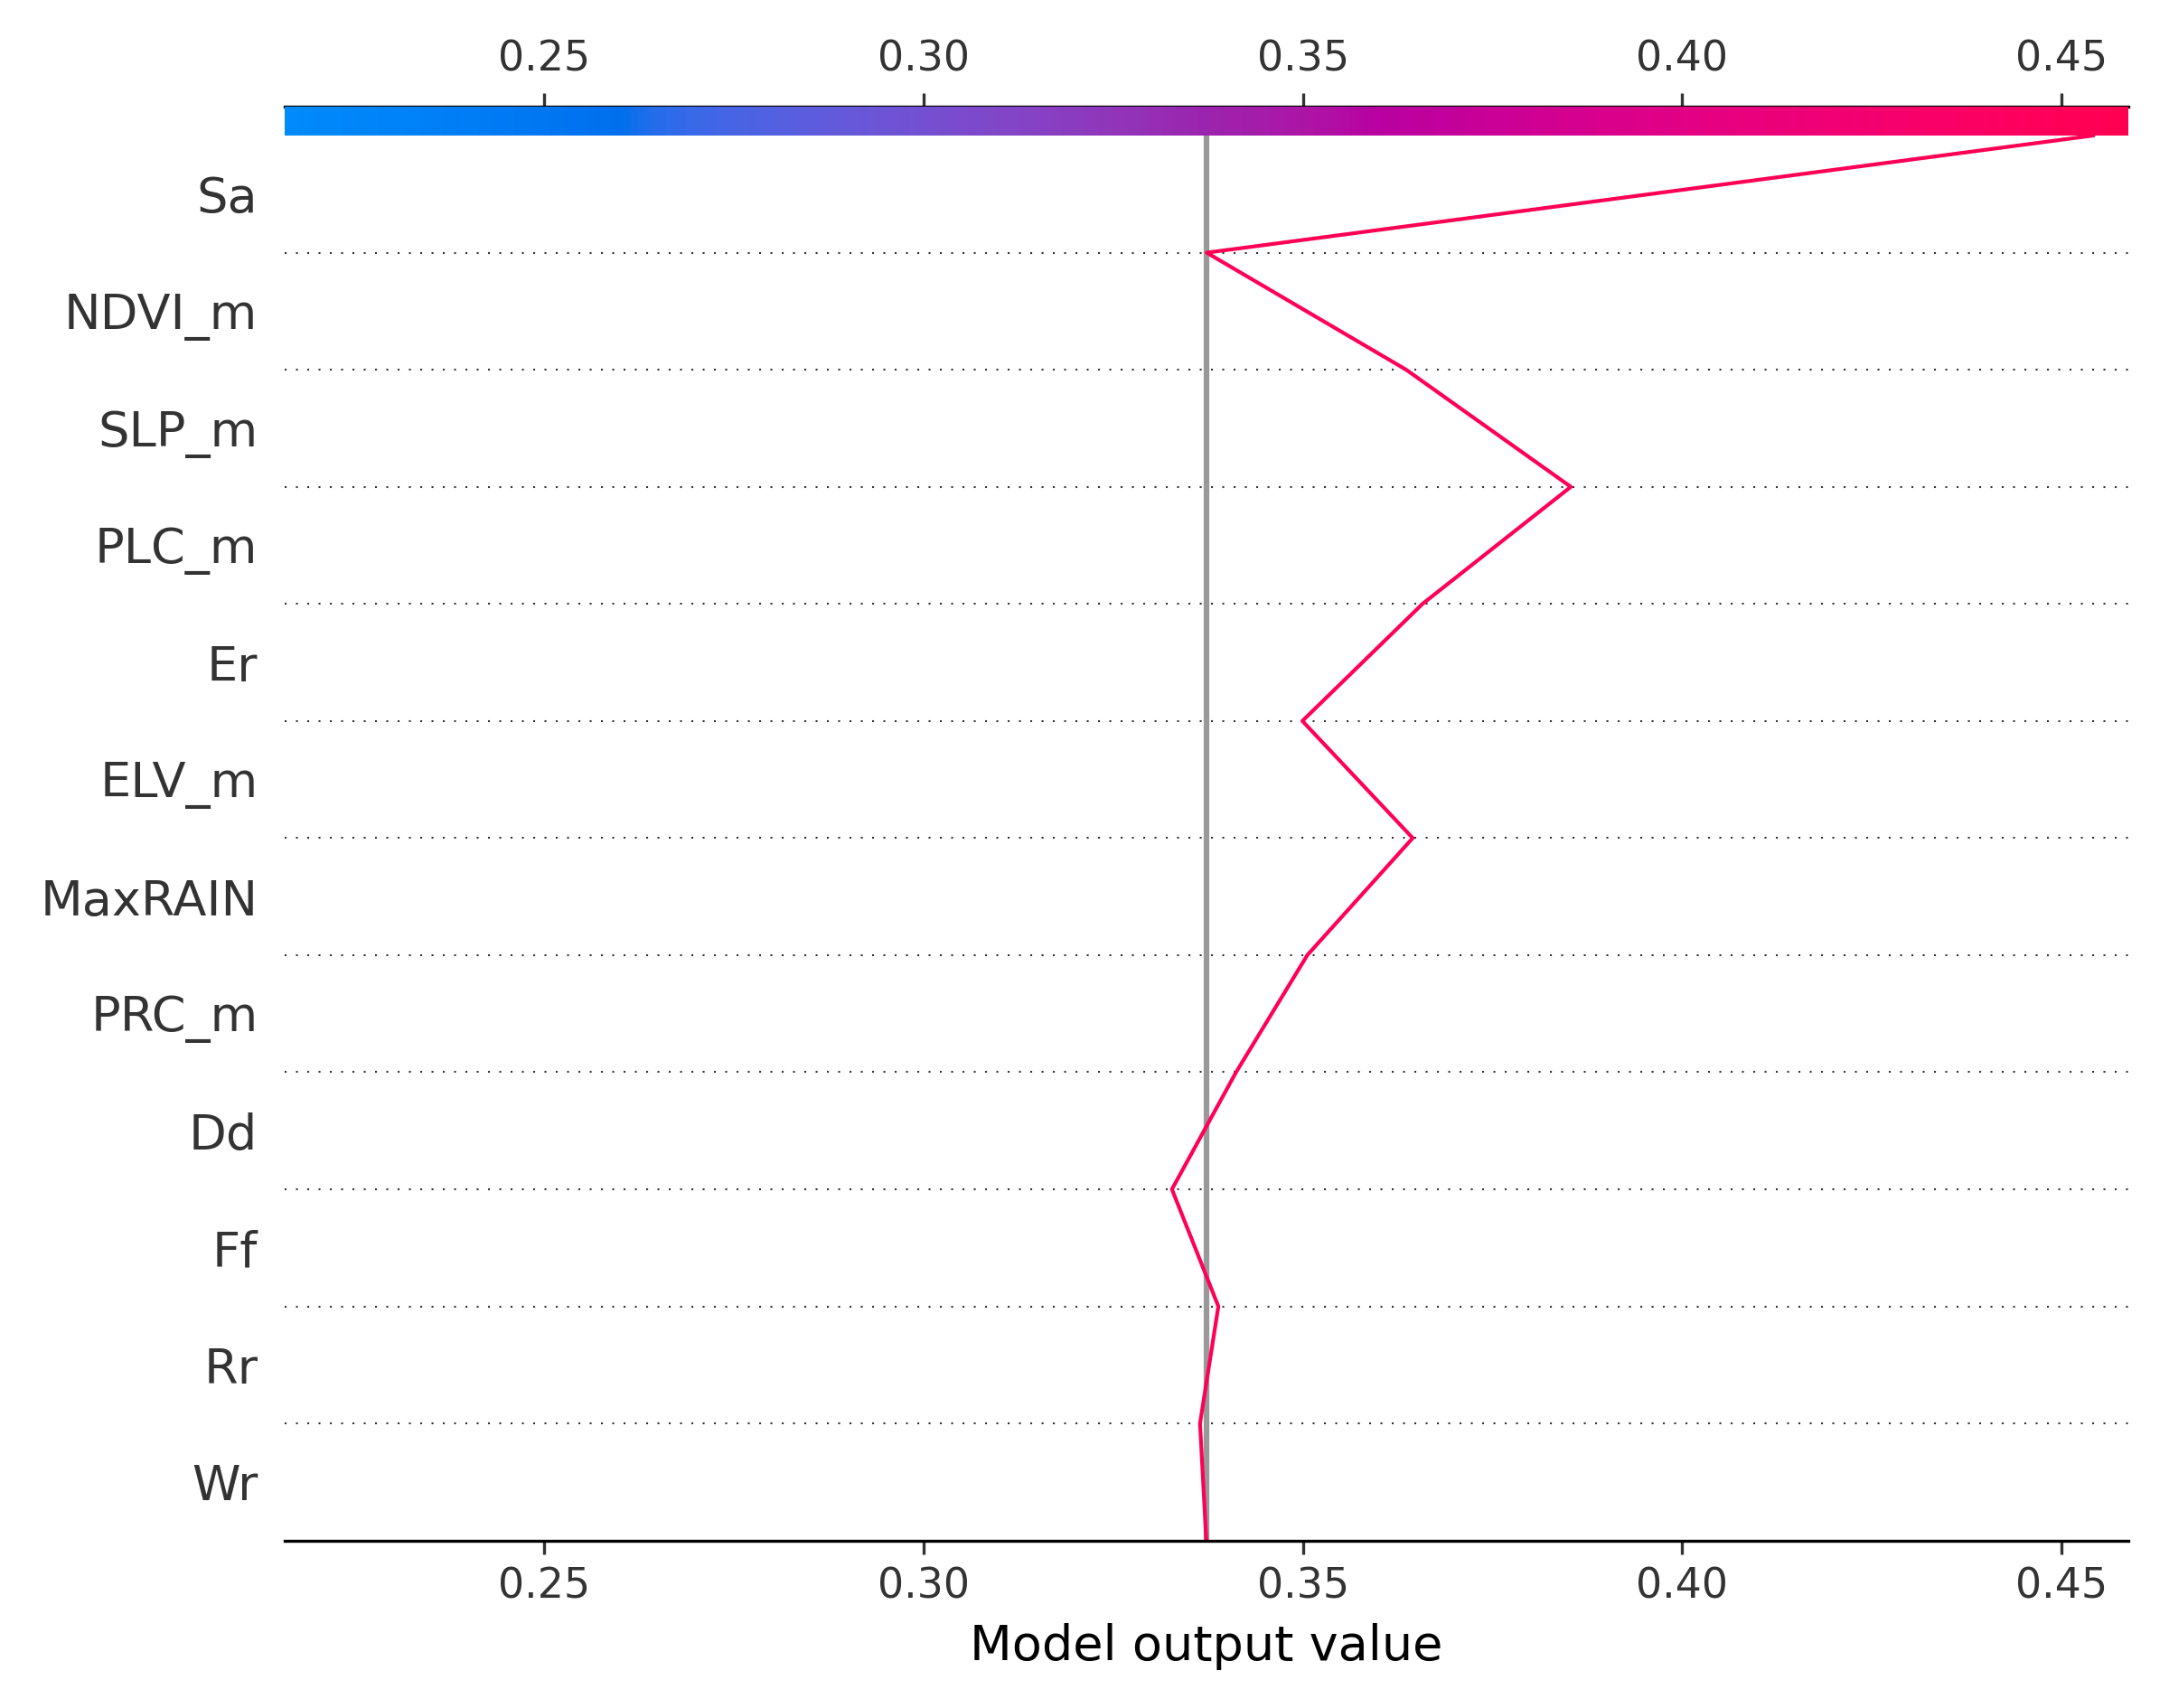 0.25 0.30 0.35 0.40 0.45
Sa
NDVI_m
SLP_m
PLC_m
Er
ELV_m
MaxRAIN
PRC_m
Dd
Ff
Rr
Wr
0.25 0.30 0.35 0.40 0.45
Model output value